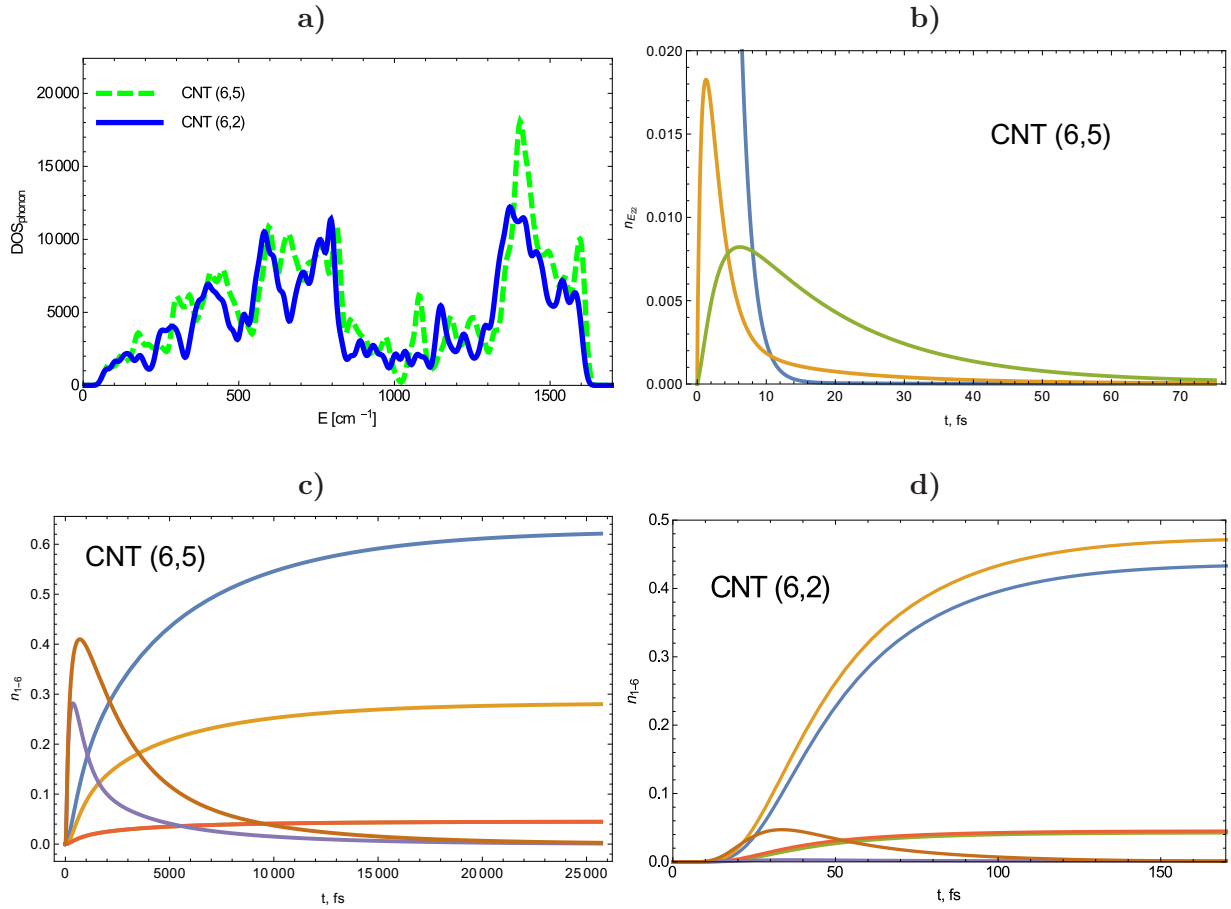 a)
DOSphonon
20000
15000
10000
5000
0
CNT (6,5)
CNT (6,2)
0 500 1000 1500
E [cm −1]
b)
nE22
0.020
0.015
0.010
0.005
0.000
CNT (6,5)
0 10 20 30 40 50 60 70
t, fs
c)
n1-6
0.6
0.5
0.4
0.3
0.2
0.1
0.0
CNT (6,5)
0 5000 10000 15000 20000 25000
t, fs
d)
n1-6
0.5
0.4
0.3
0.2
0.1
0.0
CNT (6,2)
0 50 100 150
t, fs